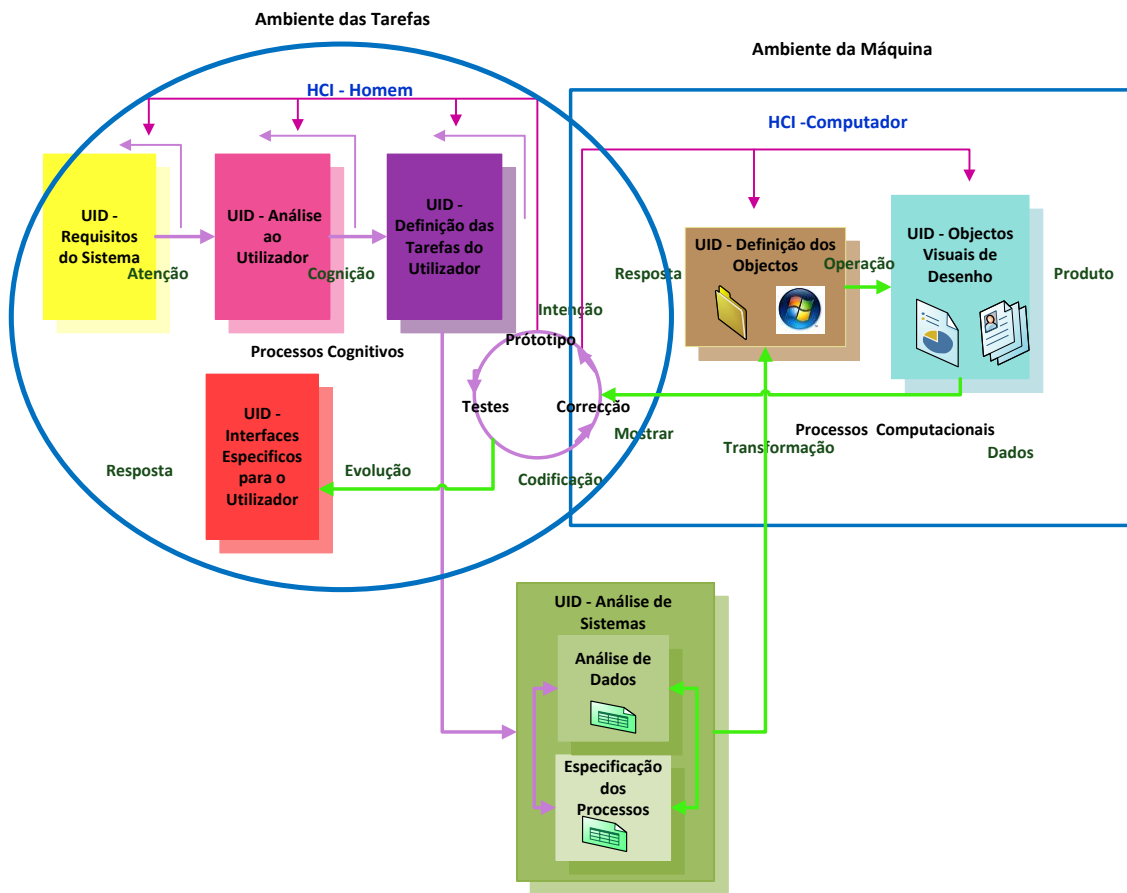 Ambiente das Tarefas
Ambiente da Máquina
HCI - Homem
HCI -Computador
UID -
Requisitos
do Sistema
UID - Análise
ao
Utilizador
UID -
Definição das
Tarefas do
Utilizador
UID - Definição dos
Objectos
UID - Objectos
Visuais de
Desenho
Atenção
Cognição
Resposta
Operação
Produto
Intenção
Prótotipo
Processos Cognitivos
Testes
Correcção
UID -
Interfaces
Especificos
para o
Utilizador
Mostrar
Processos Computacionais
Transformação
Dados
Resposta
Evolução
Codificação
UID - Análise de
Sistemas
Análise de
Dados
Especificação
dos
Processos